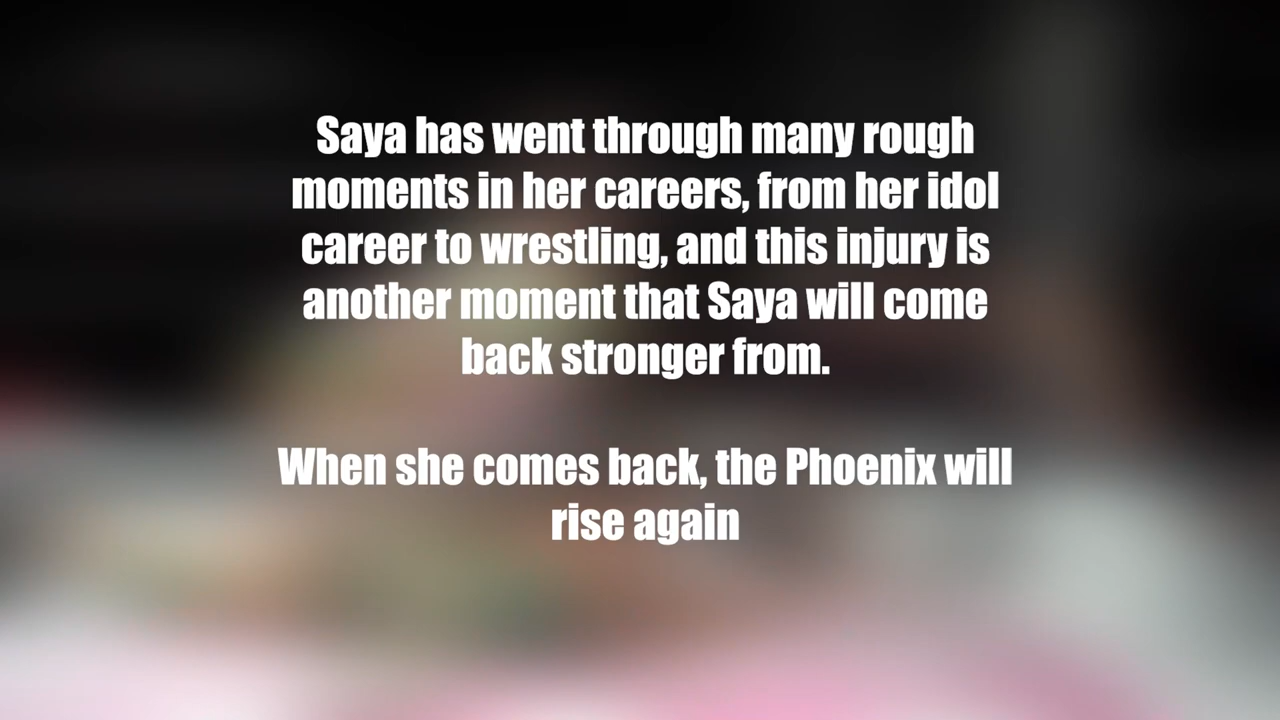 Saya has went through many rough
moments in her careers, from her idol
career to wrestling, and this injury is
another moment that Saya will come
back stronger from.
When she comes back, the Phoenix will
rise again